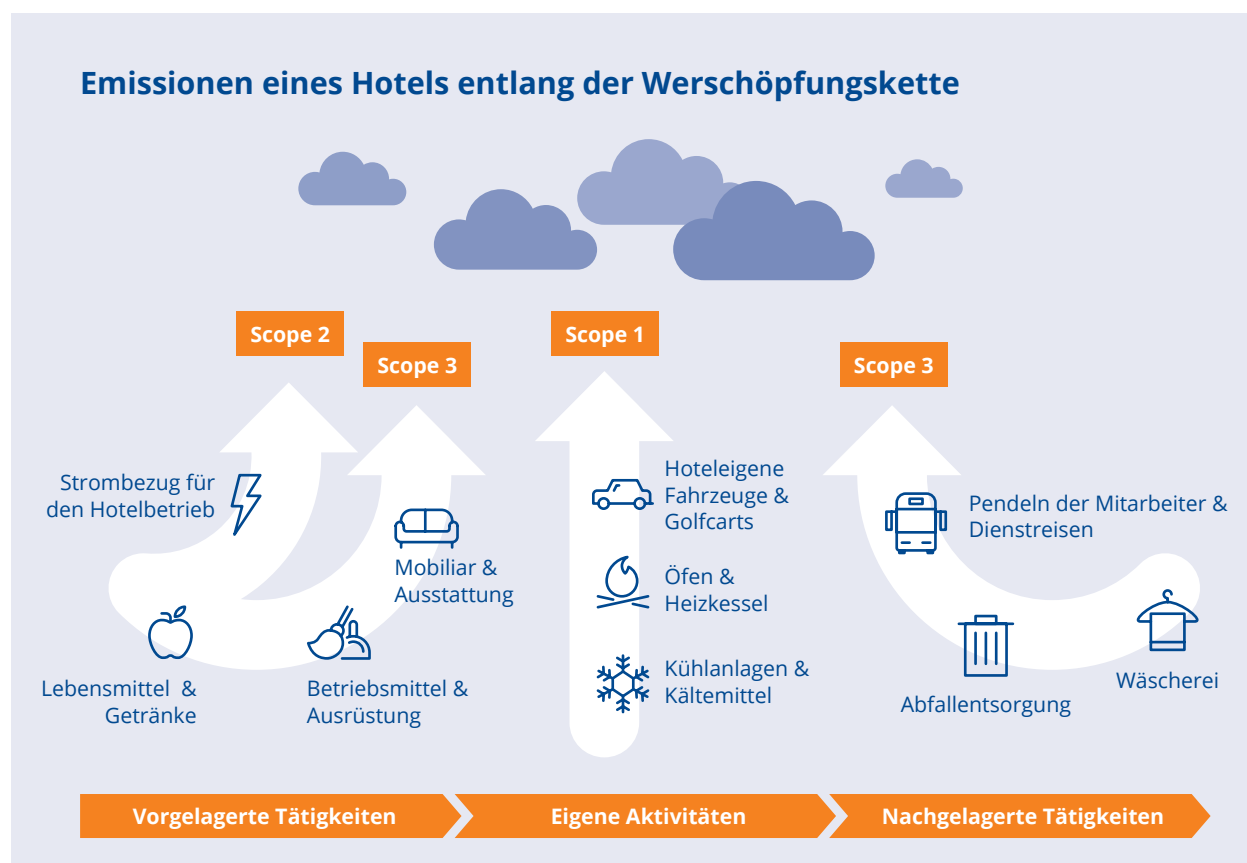 Emissionen eines Hotels entlang der Werschöpfungskette
Scope 2
Scope 3
Scope 1
Scope 3
Strombezug für
den Hotelbetrieb
Mobiliar &
Ausstattung
Lebensmittel &
Getränke
Betriebsmittel &
Ausrüstung
Hoteleigene
Fahrzeuge &
Golfcarts
Öfen &
Heizkessel
Kühlanlagen &
Kältemittel
Pendeln der Mitarbeiter &
Dienstreisen
Abfallentsorgung
Wäscherei
Vorgelagerte Tätigkeiten
Eigene Aktivitäten
Nachgelagerte Tätigkeiten